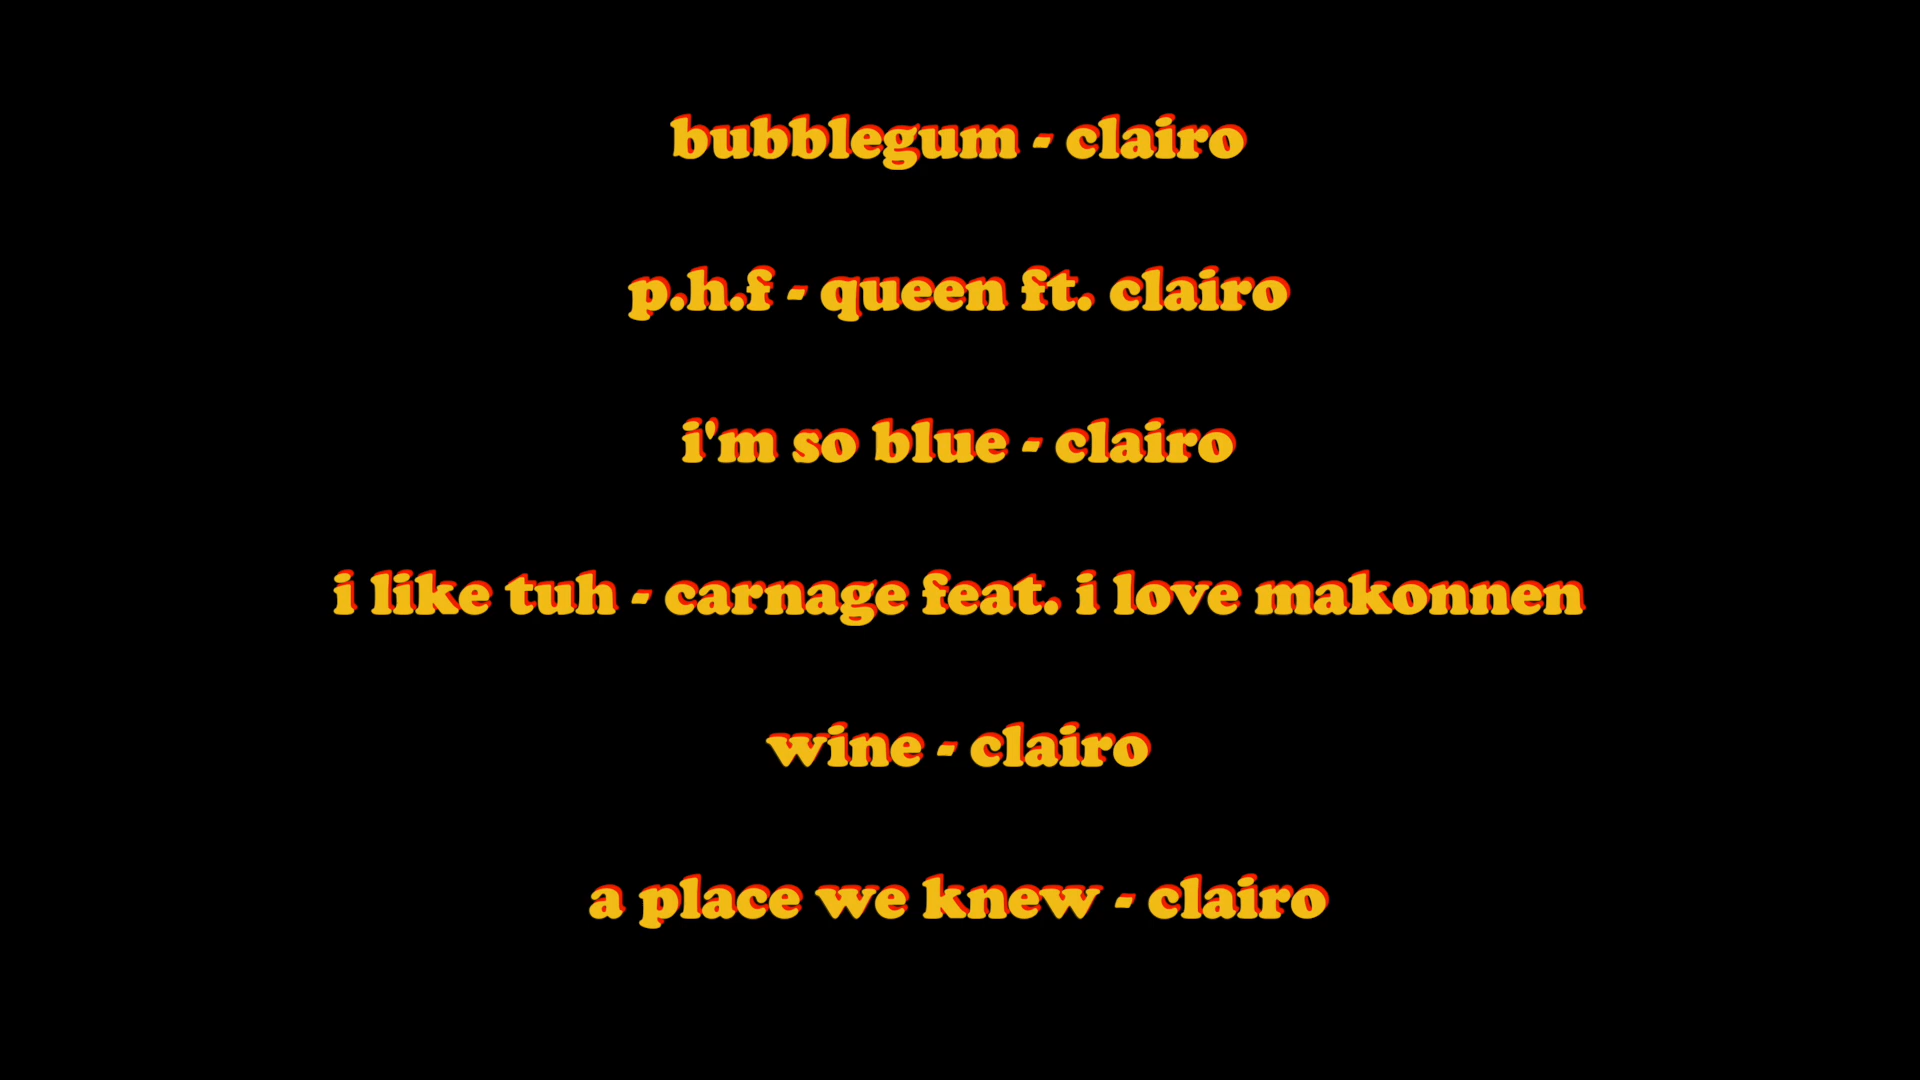 bubblegum - clairo
p.h.f - queen ft. clairo
i'm so blue - clairo
i like tuh - carnage feat. i love makonnen
wine - clairo
a place we knew - clairo